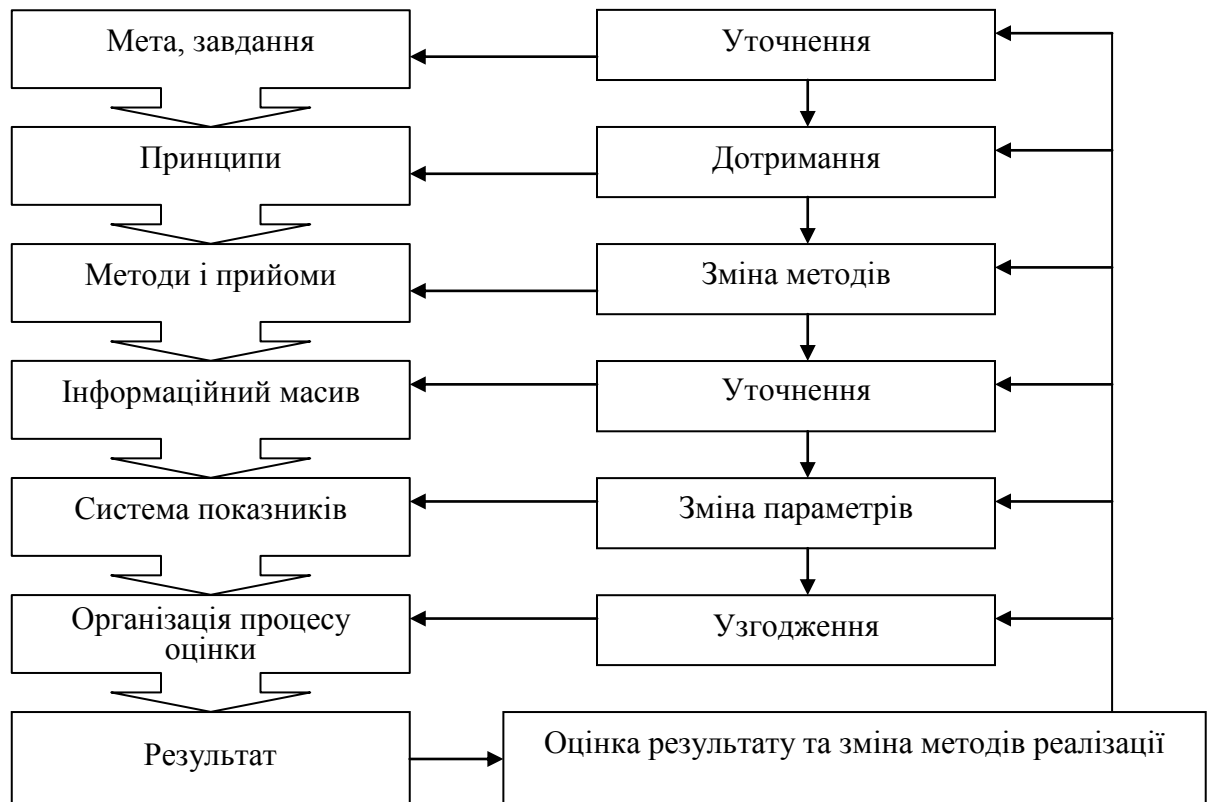 Мета, завдання
Уточнення
Принципи
Дотримання
Методи і прийоми
Зміна методів
Інформаційний масив
Уточнення
Система показників
Зміна параметрів
Організація процесу
оцінки
Узгодження
Результат
Оцінка результату та зміна методів реалізації